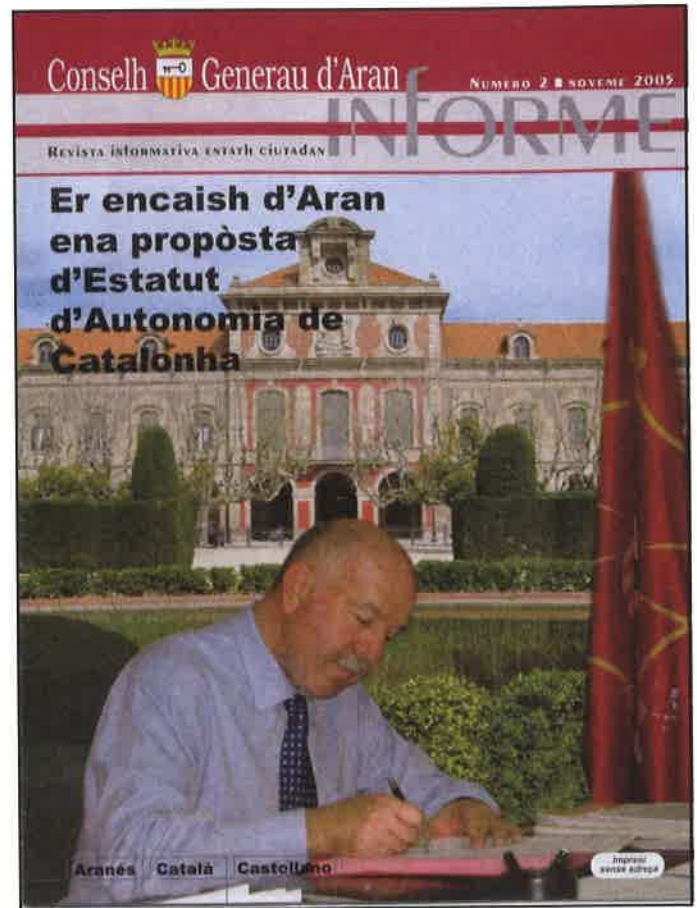 Conselh Generau d'Aran
NUMERO 2 ■ NOVEME 2005
INFORME
REVISTA INFORMATIVA ENTATH CIUTADAN
Er encaish d'Aran
ena propòsta
d'Estatut
d'Autonomia de
Catalonha
Aranés Català Castellano
Imprès
sense adreça